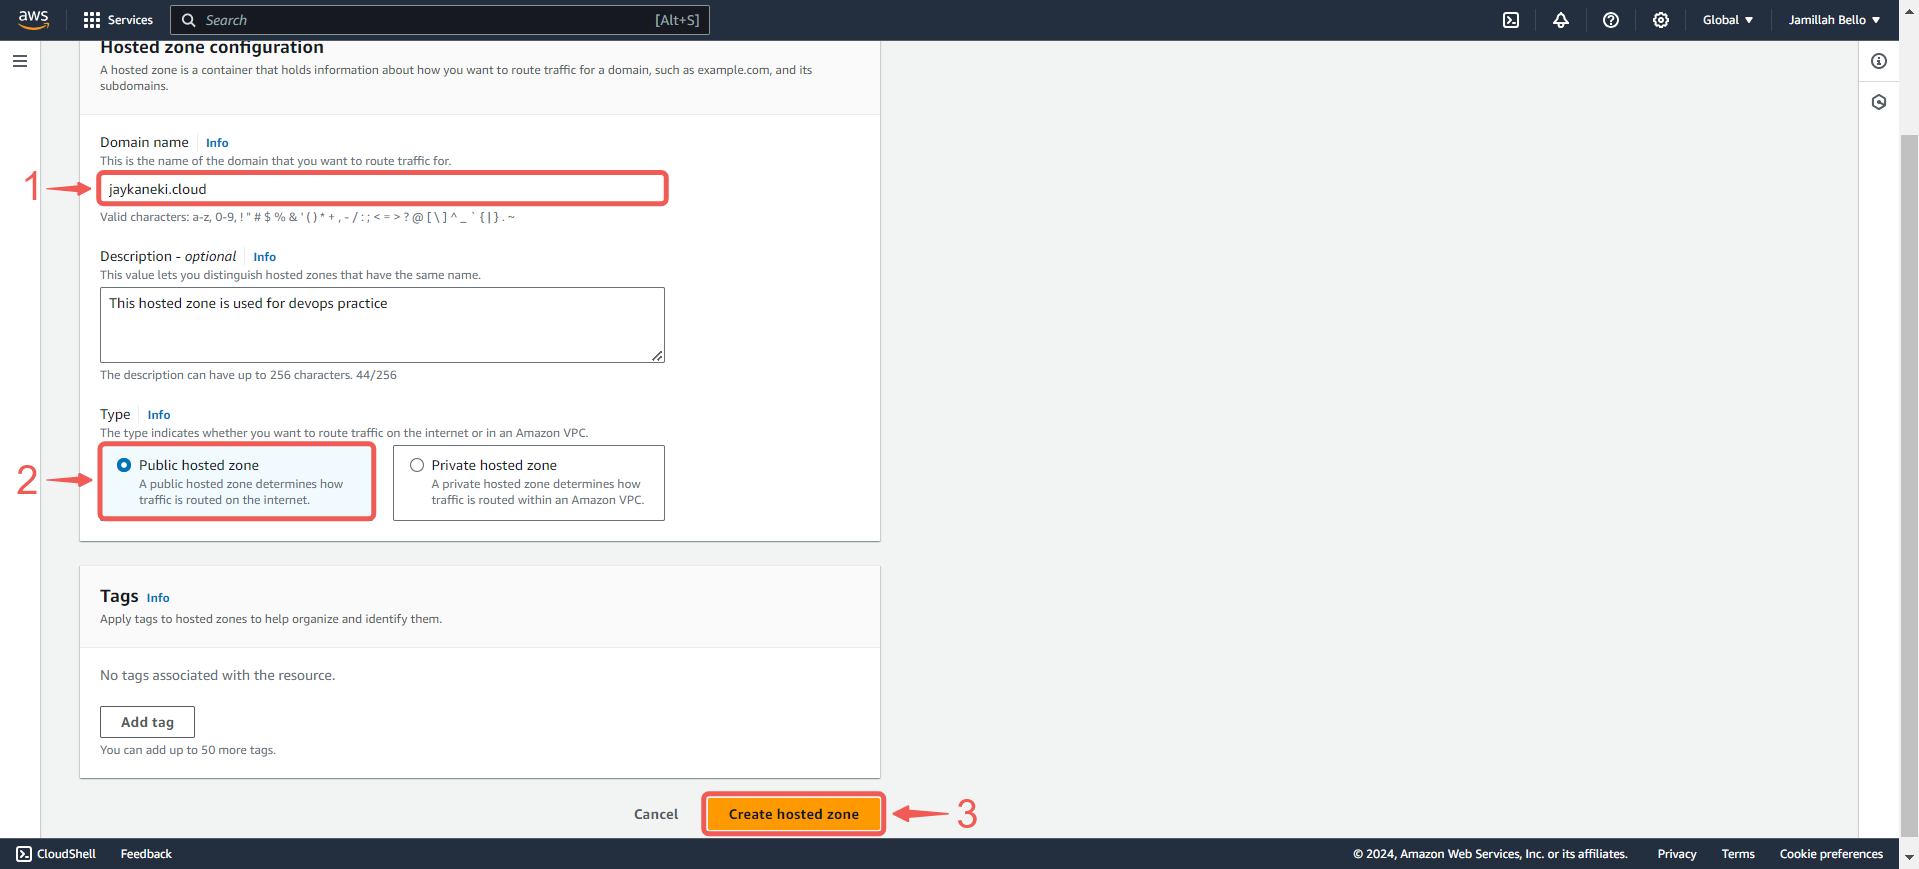 aws
Services
Search
[Alt+S]
Global
Jamillah Bello
Hosted zone configuration
A hosted zone is a container that holds information about how you want to route traffic for a domain, such as example.com, and its
subdomains.
Domain name Info
This is the name of the domain that you want to route traffic for.
1
jaykaneki.cloud
Valid characters: a-z, 0-9, ! " # $ % & ' ( ) * + , - / : ; < = > ? @ [ \ ] ^ _ ` { | } . ~
Description - optional Info
This value lets you distinguish hosted zones that have the same name.
This hosted zone is used for devops practice
The description can have up to 256 characters. 44/256
Type Info
The type indicates whether you want to route traffic on the internet or in an Amazon VPC.
2
Public hosted zone
A public hosted zone determines how
traffic is routed on the internet.
Private hosted zone
A private hosted zone determines how
traffic is routed within an Amazon VPC.
Tags Info
Apply tags to hosted zones to help organize and identify them.
No tags associated with the resource.
Add tag
You can add up to 50 more tags.
Cancel
Create hosted zone
3
CloudShell
Feedback
© 2024, Amazon Web Services, Inc. or its affiliates.
Privacy
Terms
Cookie preferences